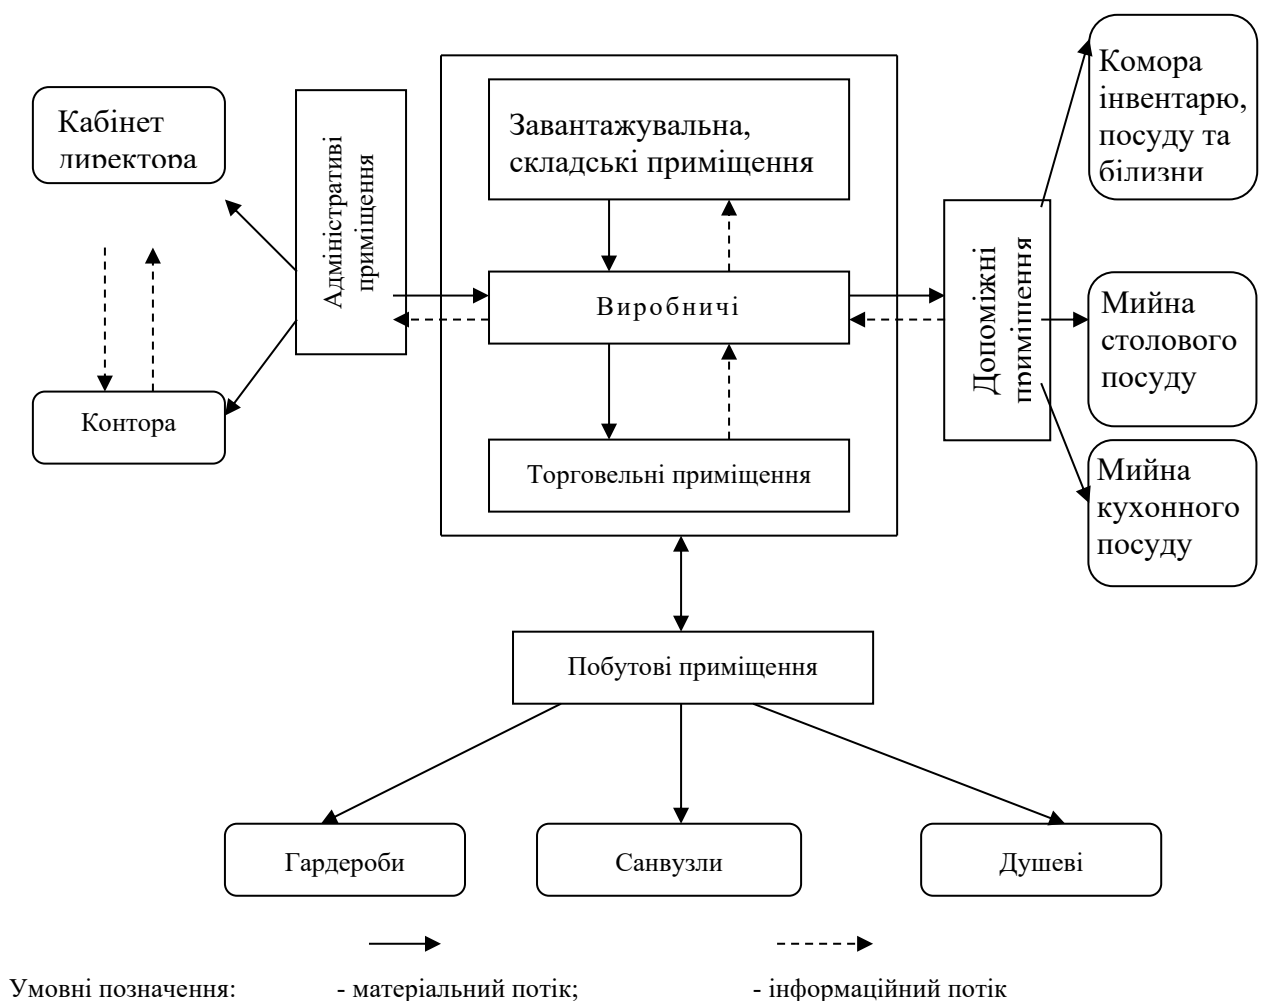 Кабінет
директора
Контора
Адміністративі
приміщення
Завантажувальна,
складські приміщення
Виробничі
Торговельні приміщення
Допоміжні
приміщення
Комора
інвентарю,
посуду та
білизни
Мийна
столового
посуду
Мийна
кухонного
посуду
Побутові приміщення
Гардероби
Санвузли
Душеві
Умовні позначення: - матеріальний потік; - інформаційний потік